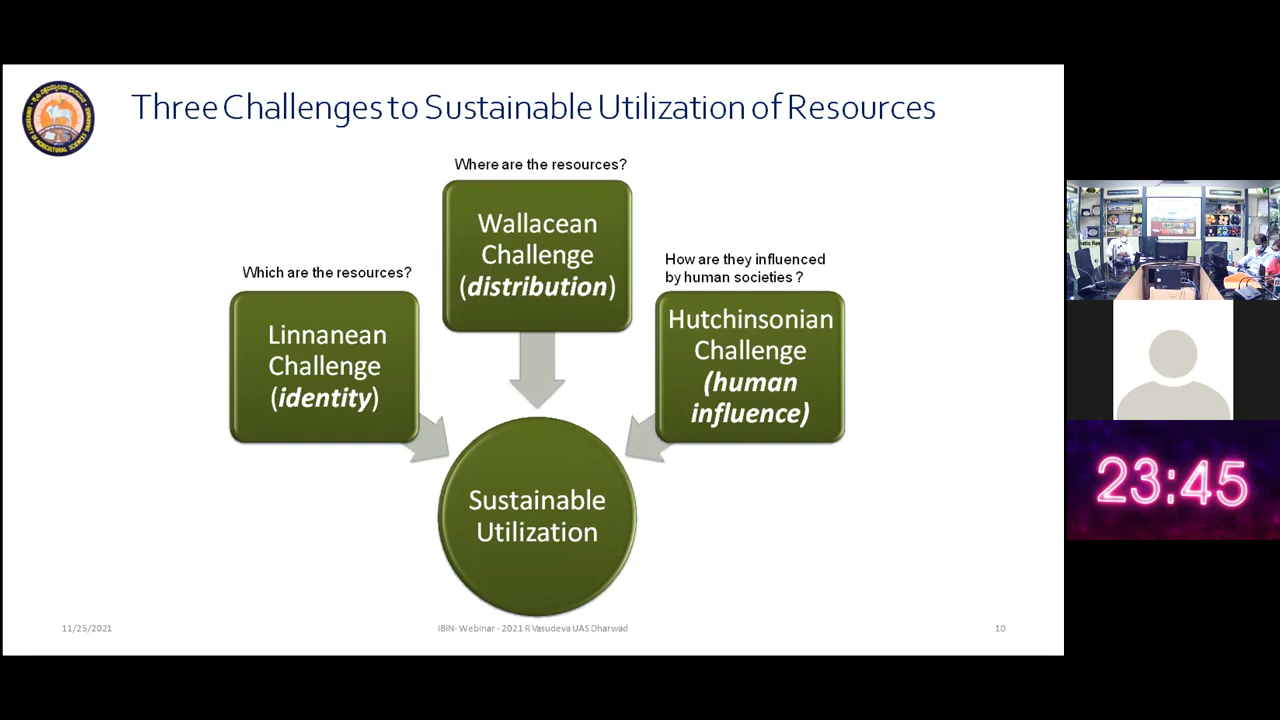 Three Challenges to Sustainable Utilization of Resources
Where are the resources?
Wallacean
Challenge
(distribution)
Which are the resources?
Linnanean
Challenge
(identity)
How are they influenced
by human societies ?
Hutchinsonian
Challenge
(human
influence)
Sustainable
Utilization
11/25/2021
IBIN- Webinar - 2021 R Vasudeva UAS Dharwad
10
23:45